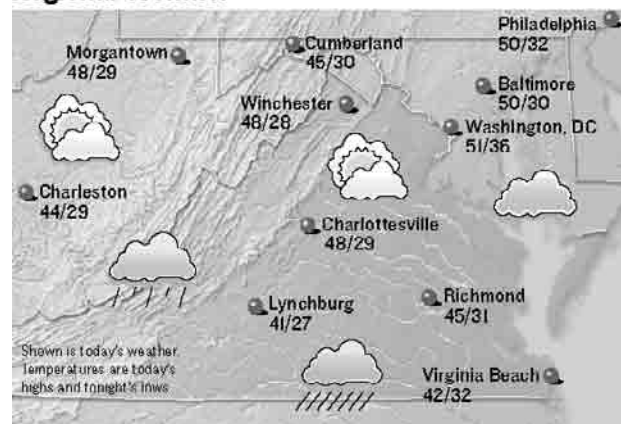 Philadelphia
50/32
Morgantown
48/29
Cumberland
45/30
Baltimore
50/30
Winchester
48/28
Washington, DC
51/36
Charleston
44/29
Charlottesville
48/29
Lynchburg
41/27
Richmond
45/31
Shown is today's weather.
Temperatures are today's
highs and tonight's lows
Virginia Beach
42/32